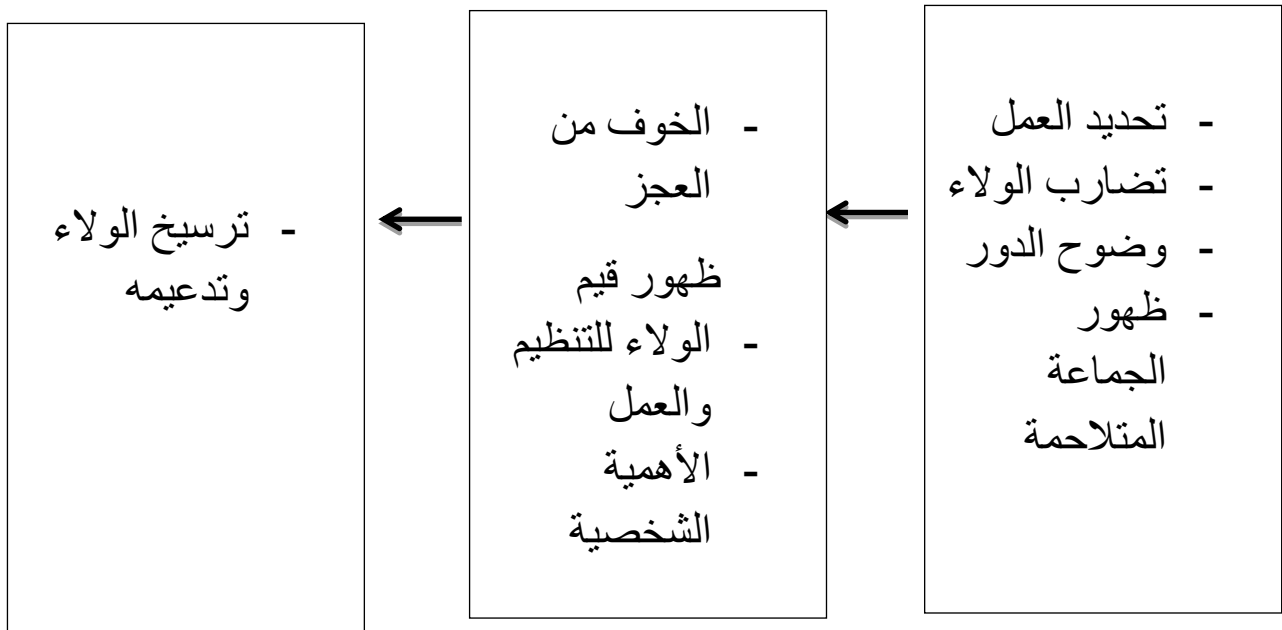 - تحديد العمل
- تضارب الولاء
- وضوح الدور
- ظهور
الجماعة
المتلاحمة
- الخوف من
العجز
ظهور قيم
- الولاء للتنظيم
والعمل
- الأهمية
الشخصية
- ترسيخ الولاء
وتدعيمه